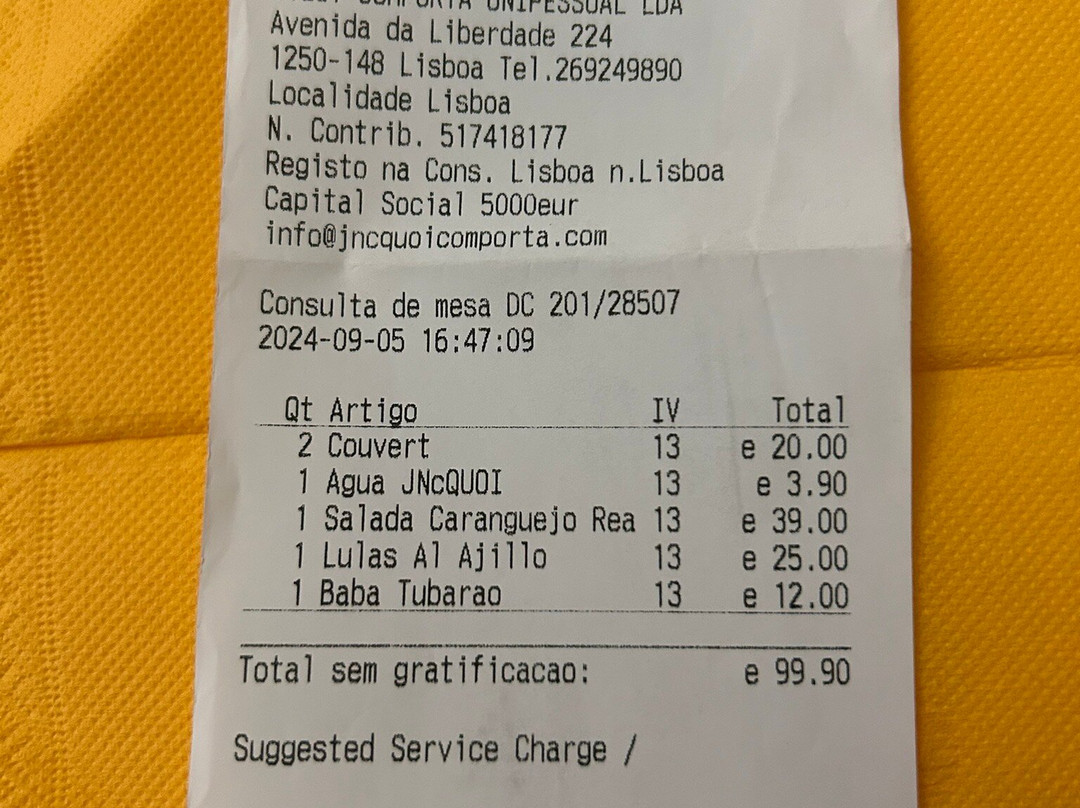 COMPORTA UNIPESSUAL LDA
Avenida da Liberdade 224
1250-148 Lisboa Tel.269249890
Localidade Lisboa
N. Contrib. 517418177
Registo na Cons. Lisboa n.Lisboa
Capital Social 5000eur
info@jncquoicomporta.com
Consulta de mesa DC 201/28507
2024-09-05 16:47:09
Qt Artigo IV Total
2 Couvert 13 e 20.00
1 Agua JNcQUOI 13 e 3.90
1 Salada Caranguejo Rea 13 e 39.00
1 Lulas Al Ajillo 13 e 25.00
1 Baba Tubarao 13 e 12.00
Total sem gratificacao: e 99.90
Suggested Service Charge /